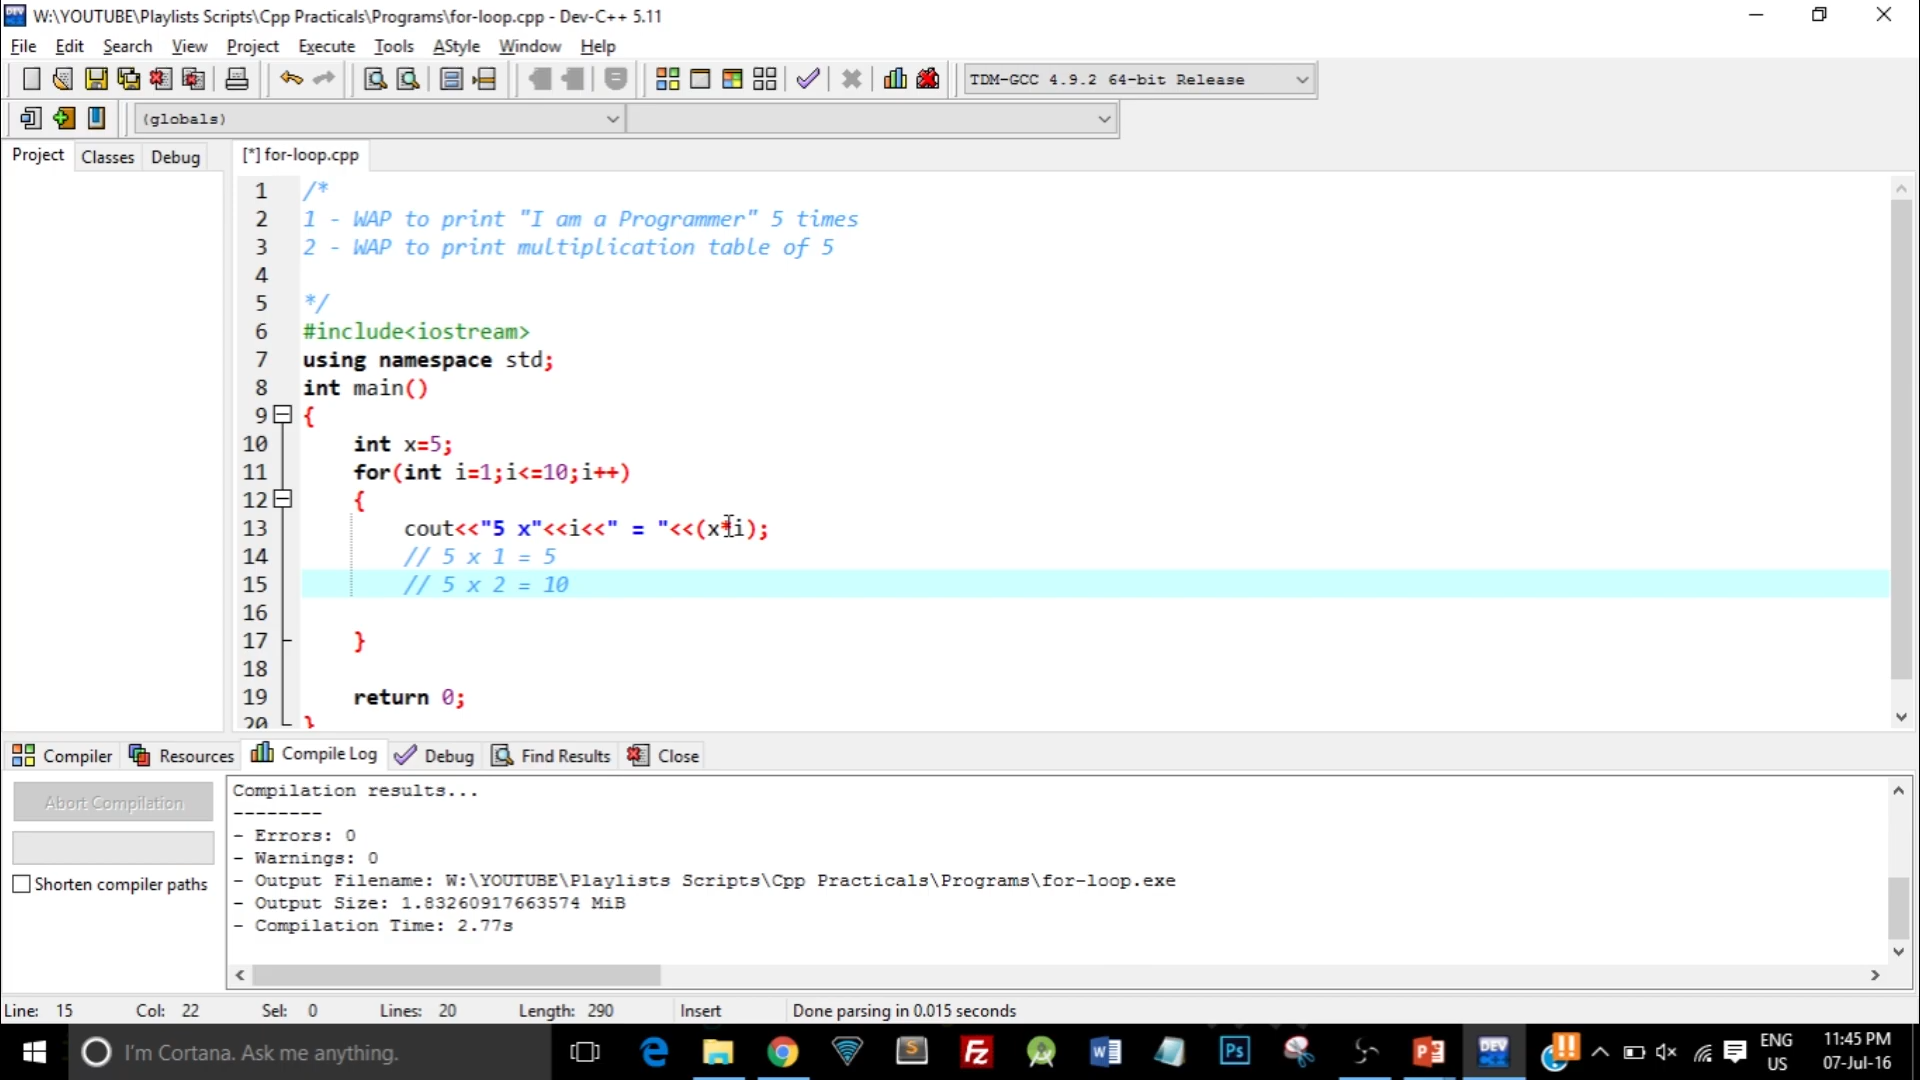 W:\YOUTUBE\Playlists Scripts\Cpp Practicals\Programs\for-loop.cpp - Dev-C++ 5.11
File Edit Search View Project Execute Tools AStyle Window Help
TDM-GCC 4.9.2 64-bit Release
(globals)
Project Classes Debug [*] for-loop.cpp
1 /*
2 1 - WAP to print "I am a Programmer" 5 times
3 2 - WAP to print multiplication table of 5
4
5 */
6 #include<iostream>
7 using namespace std;
8 int main()
9 {
10 int x=5;
11 for(int i=1;i<=10;i++)
12 {
13 cout<<"5 x"<<i<<" = "<<(x*i);
14 // 5 x 1 = 5
15 // 5 x 2 = 10
16
17 }
18
19 return 0;
20 }
Compiler Resources Compile Log Debug Find Results Close
Abort Compilation
Shorten compiler paths
Compilation results...
--------
- Errors: 0
- Warnings: 0
- Output Filename: W:\YOUTUBE\Playlists Scripts\Cpp Practicals\Programs\for-loop.exe
- Output Size: 1.83260917663574 MiB
- Compilation Time: 2.77s
Line: 15 Col: 22 Sel: 0 Lines: 20 Length: 290 Insert Done parsing in 0.015 seconds
I'm Cortana. Ask me anything.
ENG
US
11:45 PM
07-Jul-16